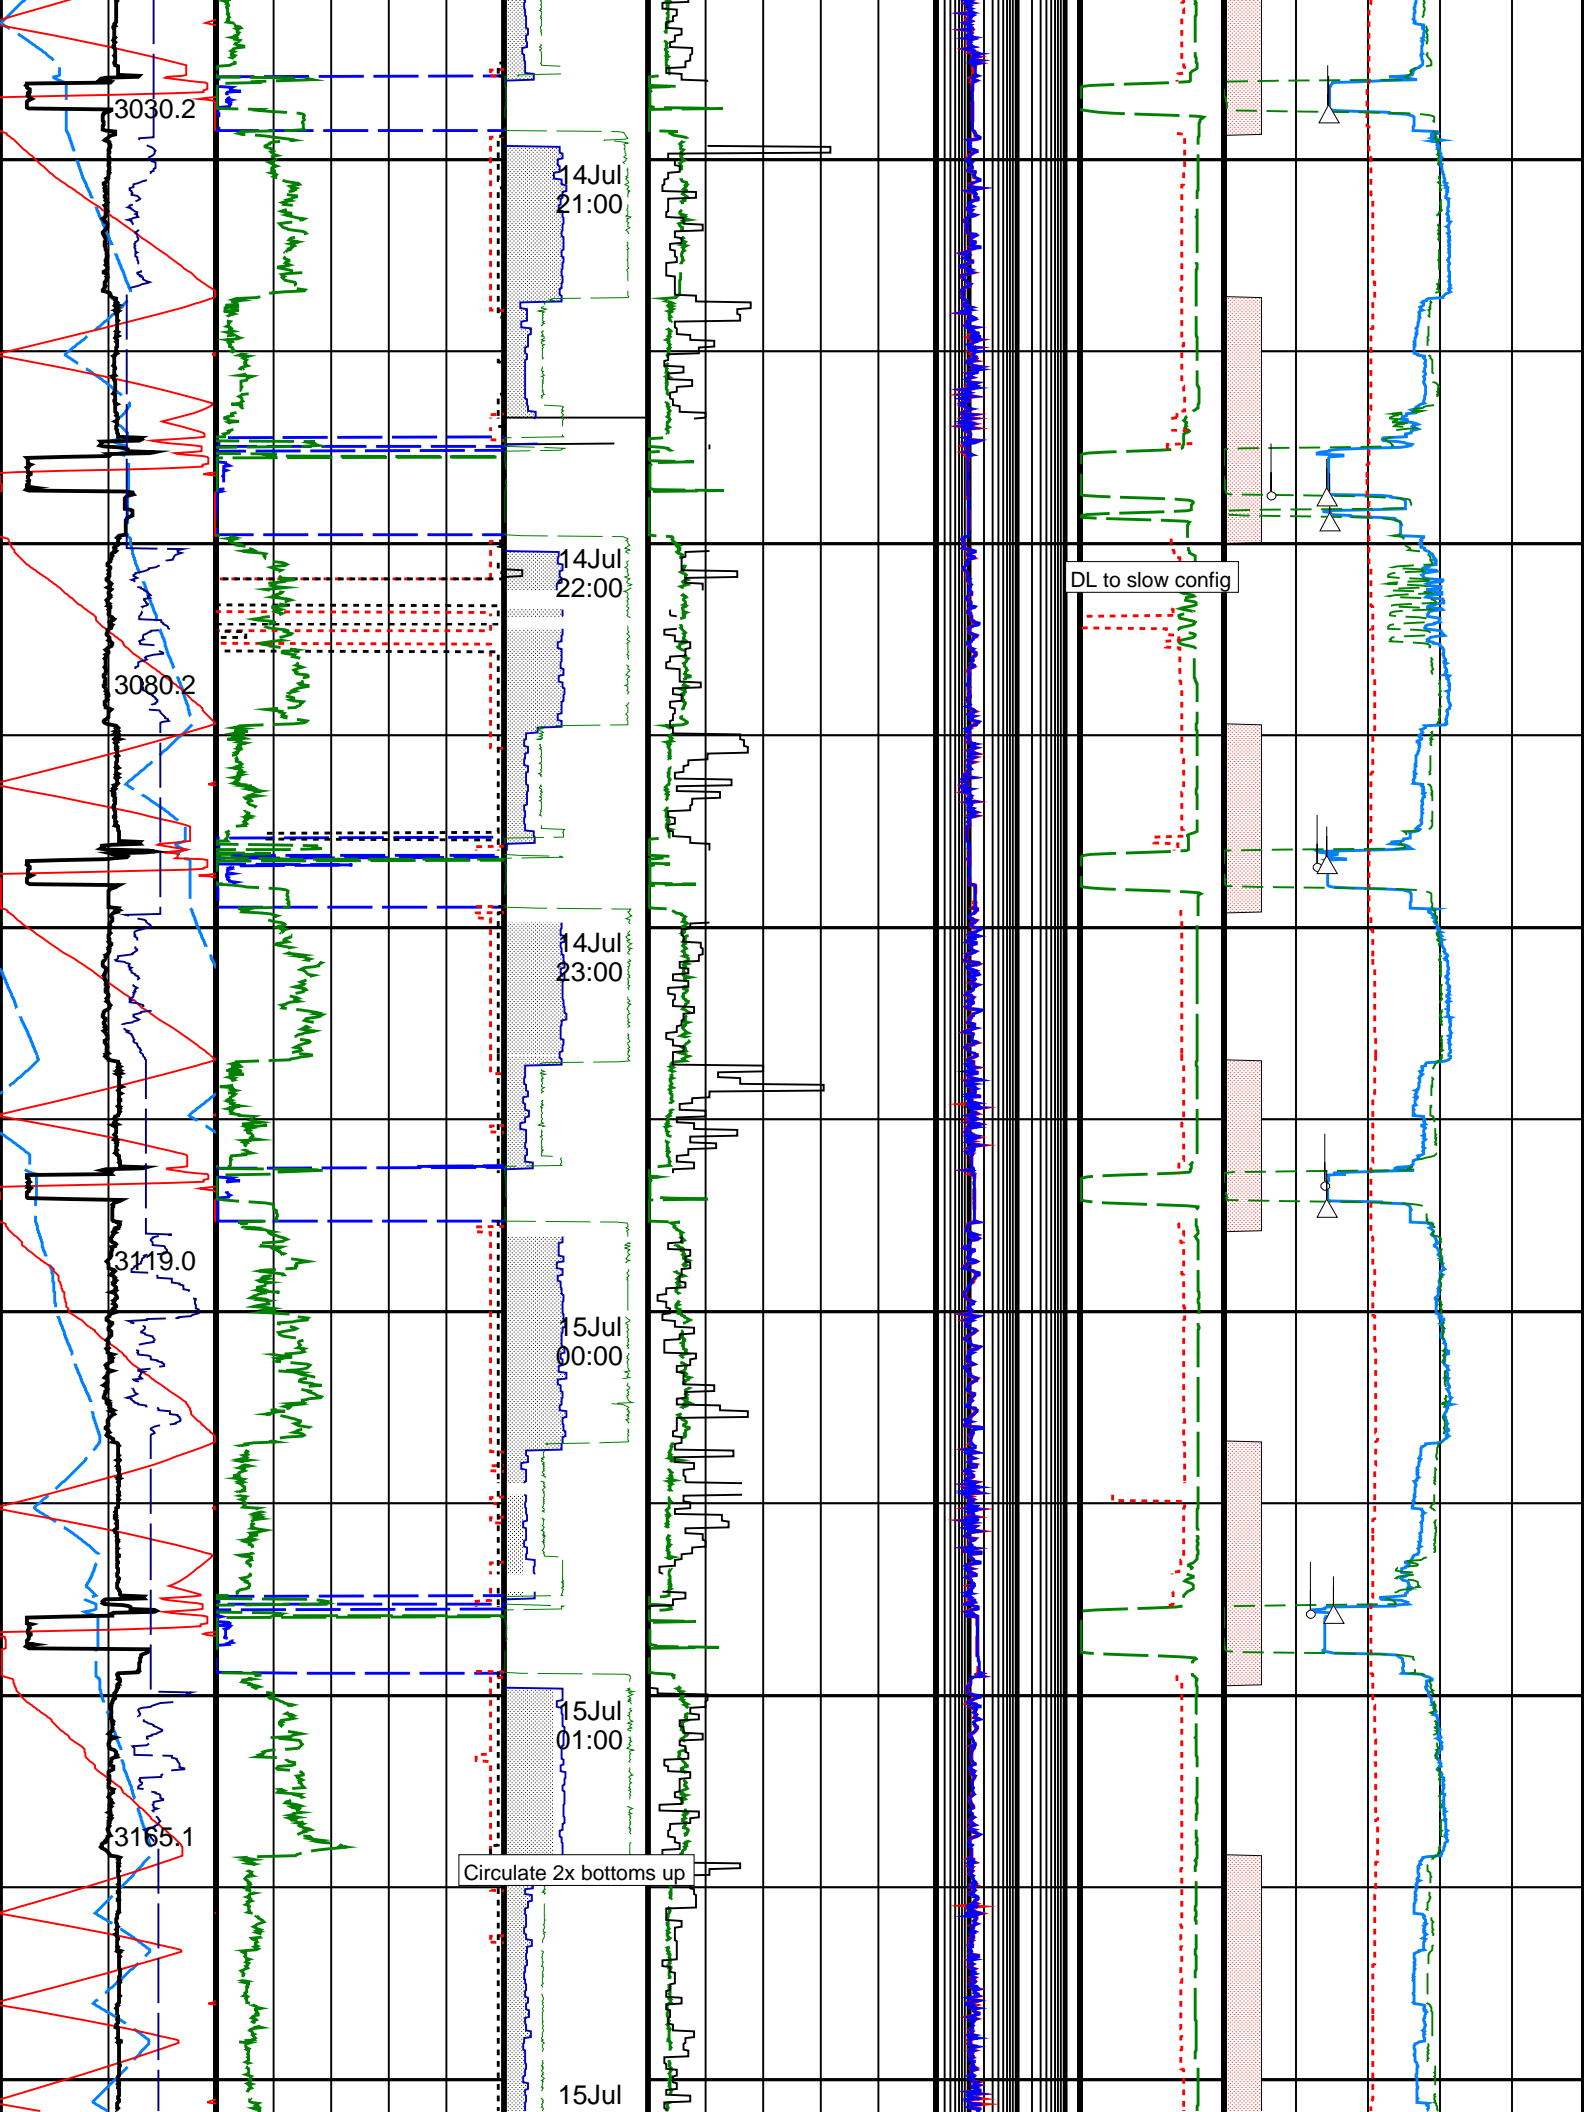 3030.2
14Jul
21:00
14Jul
22:00
DL to slow config
3080.2
14Jul
23:00
3119.0
15Jul
00:00
15Jul
01:00
3165.1
Circulate 2x bottoms up
15Jul